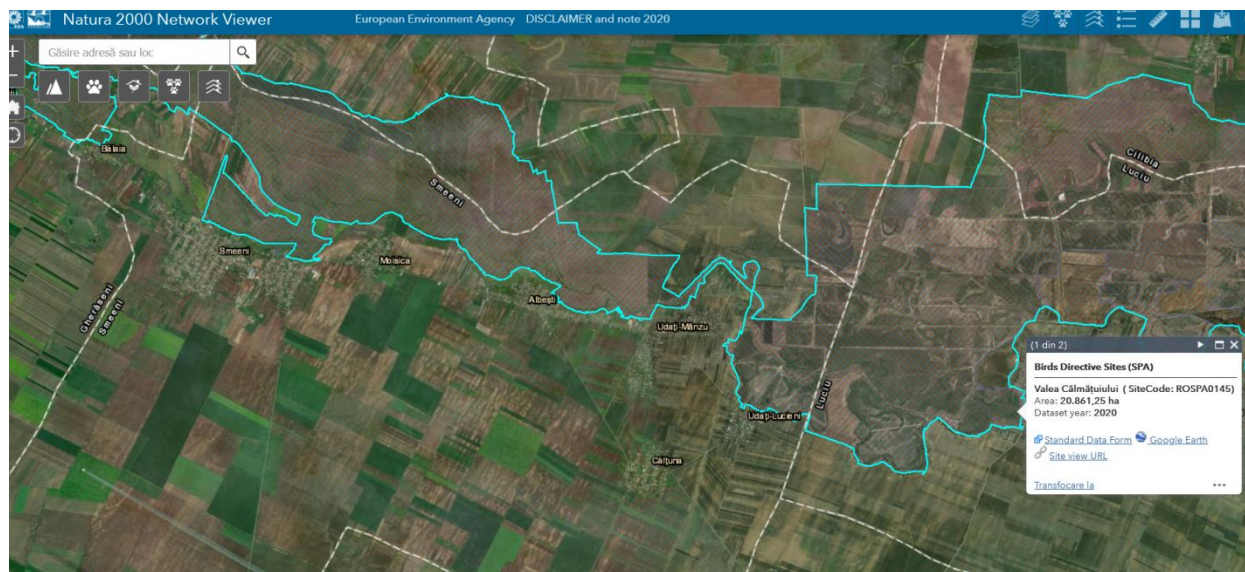 Natura 2000 Network Viewer
European Environment Agency DISCLAIMER and note 2020
Găsire adresă sau loc
Bălaia
Smeeni
Cilibia
Luciu
Smeeni
Moisica
Albești
Udați-Mânzu
Gherăseni
Smeeni
Luciu
Udați-Lucieni
Călțuna
(1 din 2)
Birds Directive Sites (SPA)
Valea Călmățuiului ( SiteCode: ROSPA0145)
Area: 20.861,25 ha
Dataset year: 2020
Standard Data Form Google Earth
Site view URL
Transfocare la